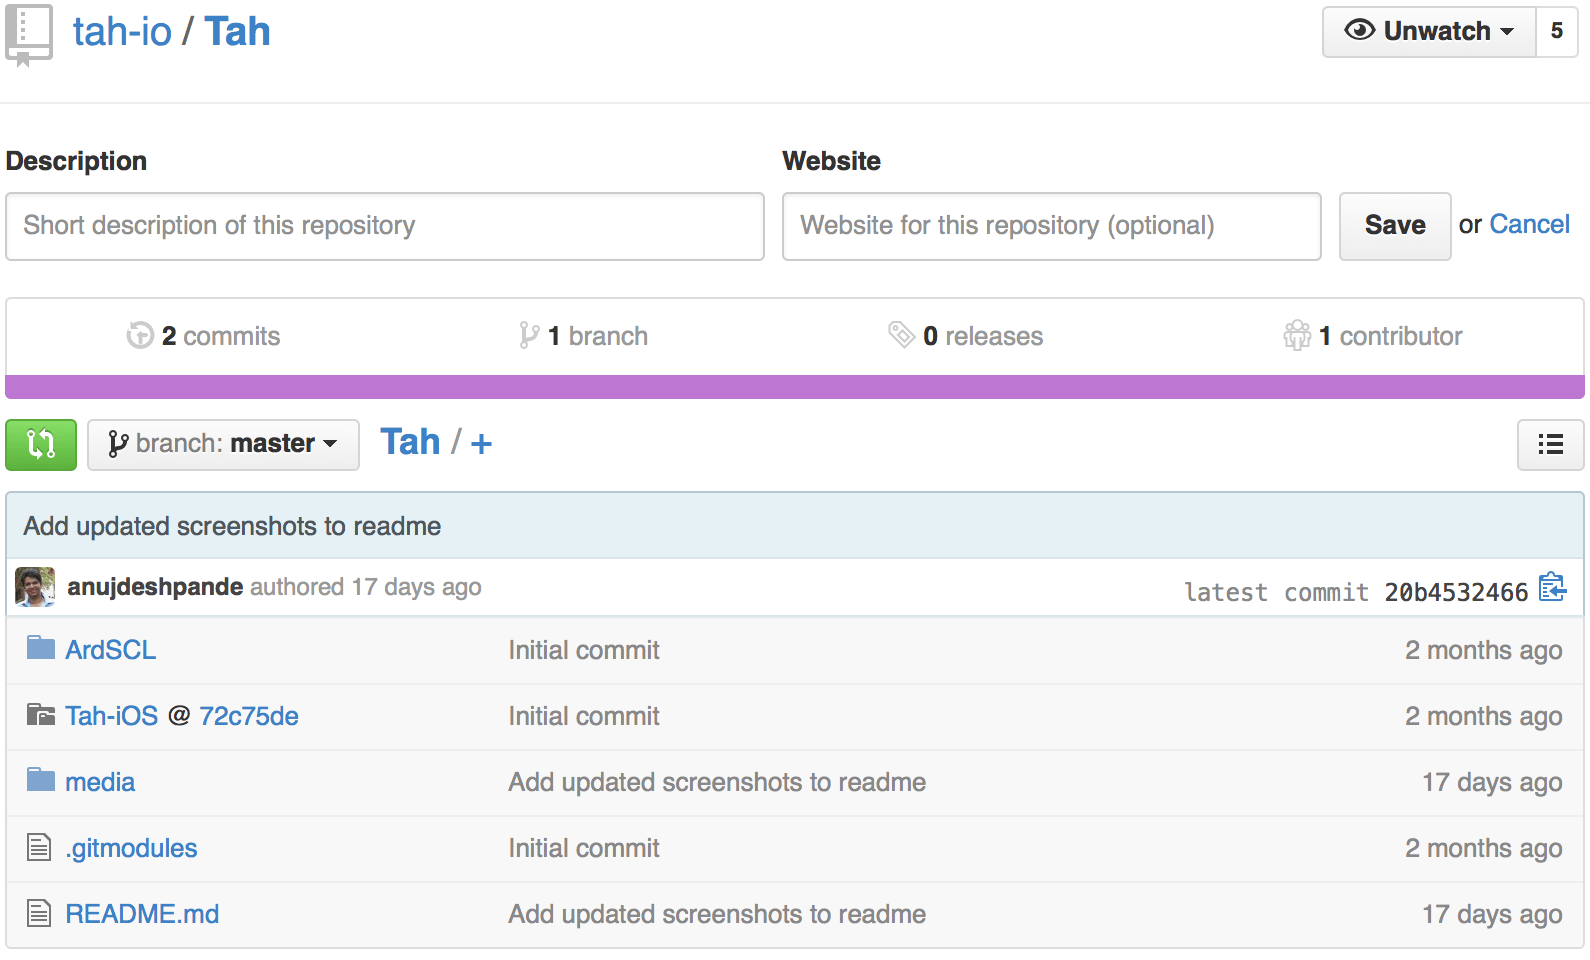 tah-io / Tah
Unwatch 5
Description
Website
Short description of this repository
Website for this repository (optional)
Save or Cancel
2 commits
1 branch
0 releases
1 contributor
branch: master
Tah / +
Add updated screenshots to readme
anujdeshpande authored 17 days ago
latest commit 20b4532466
ArdSCL Initial commit 2 months ago
Tah-iOS @ 72c75de Initial commit 2 months ago
media Add updated screenshots to readme 17 days ago
.gitmodules Initial commit 2 months ago
README.md Add updated screenshots to readme 17 days ago